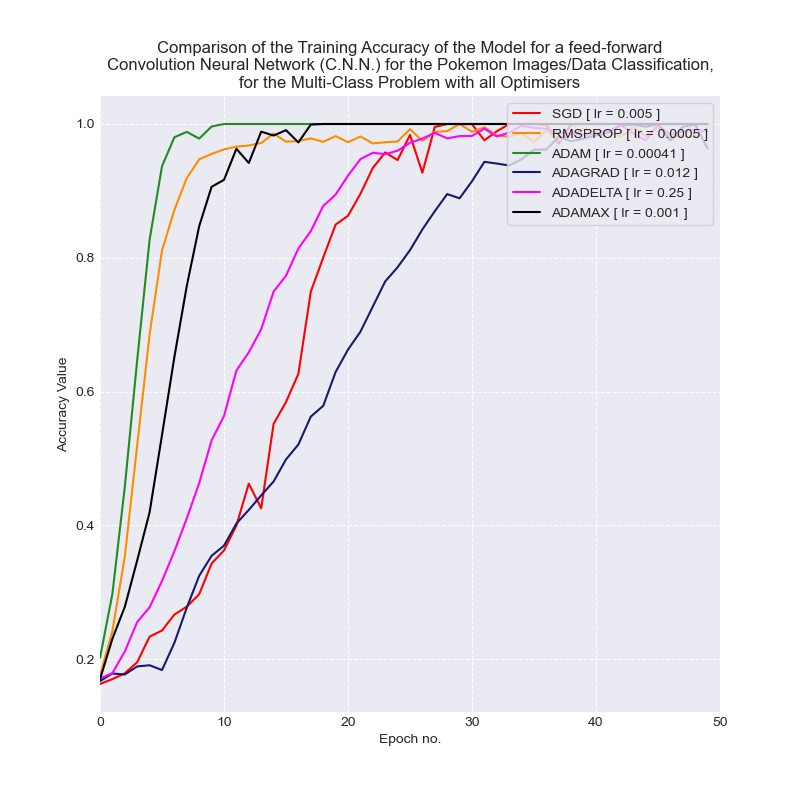 Comparison of the Training Accuracy of the Model for a feed-forward
Convolution Neural Network (C.N.N.) for the Pokemon Images/Data Classification,
for the Multi-Class Problem with all Optimisers
SGD [ lr = 0.005 ]
RMSPROP [ lr = 0.0005 ]
ADAM [ lr = 0.00041 ]
ADAGRAD [ lr = 0.012 ]
ADADELTA [ lr = 0.25 ]
ADAMAX [ lr = 0.001 ]
Accuracy Value
1.0
0.8
0.6
0.4
0.2
0 10 20 30 40 50
Epoch no.